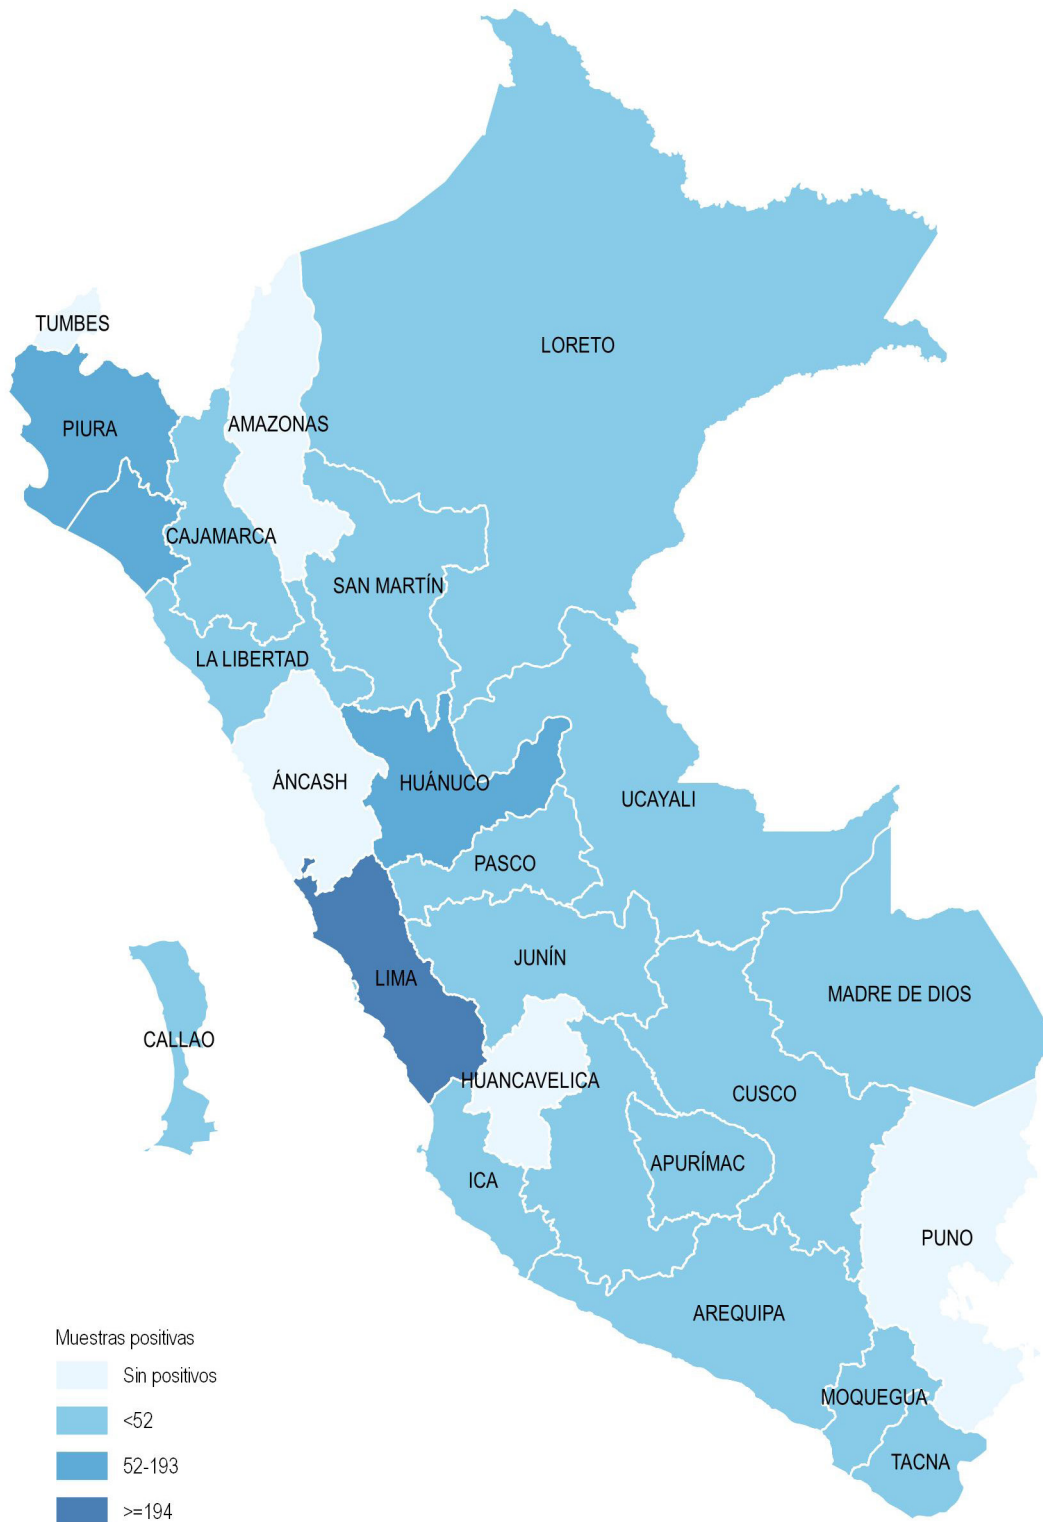 TUMBES
LORETO
PIURA
AMAZONAS
CAJAMARCA
SAN MARTÍN
LA LIBERTAD
ÁNCASH
HUÁNUCO
UCAYALI
PASCO
JUNÍN
LIMA
MADRE DE DIOS
CALLAO
HUANCAVELICA
CUSCO
APURÍMAC
ICA
PUNO
AREQUIPA
MOQUEGUA
TACNA
Muestras positivas
Sin positivos
<52
52-193
>=194